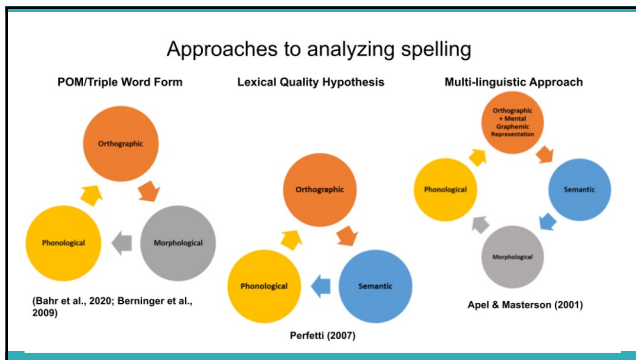 Approaches to analyzing spelling
POM/Triple Word Form
Orthographic
Phonological
Morphological
(Bahr et al., 2020; Berninger et al.,
2009)
Lexical Quality Hypothesis
Orthographic
Phonological
Semantic
Perfetti (2007)
Multi-linguistic Approach
Orthographic
+ Mental
Graphemic
Representation
Phonological
Semantic
Morphological
Apel & Masterson (2001)